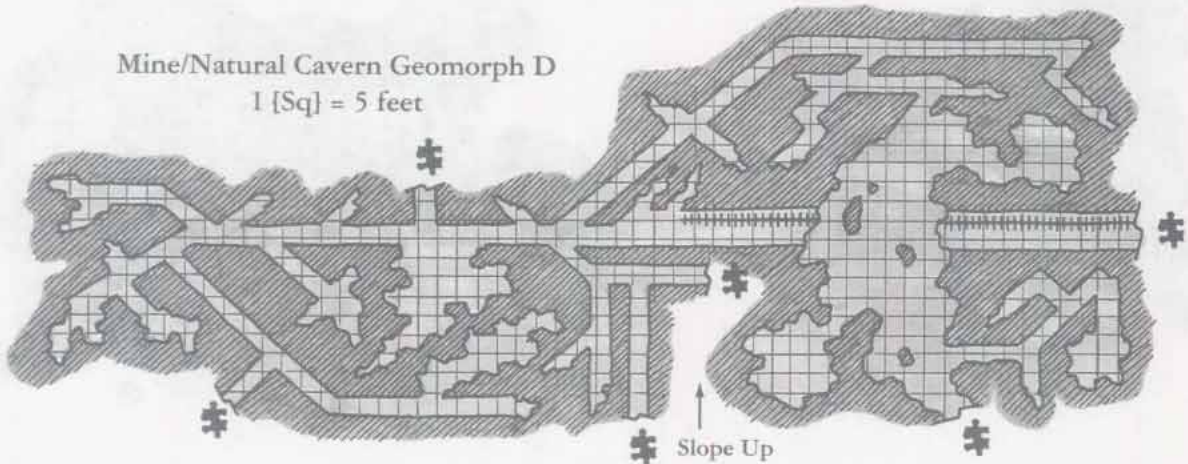 Mine/Natural Cavern Geomorph D
1 {Sq} = 5 feet
Slope Up